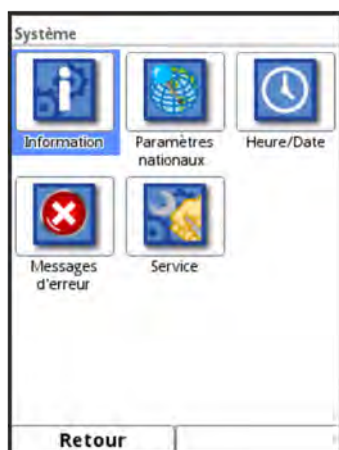 Système
Information
Paramètres
nationaux
Heure/Date
Messages
d'erreur
Service
Retour